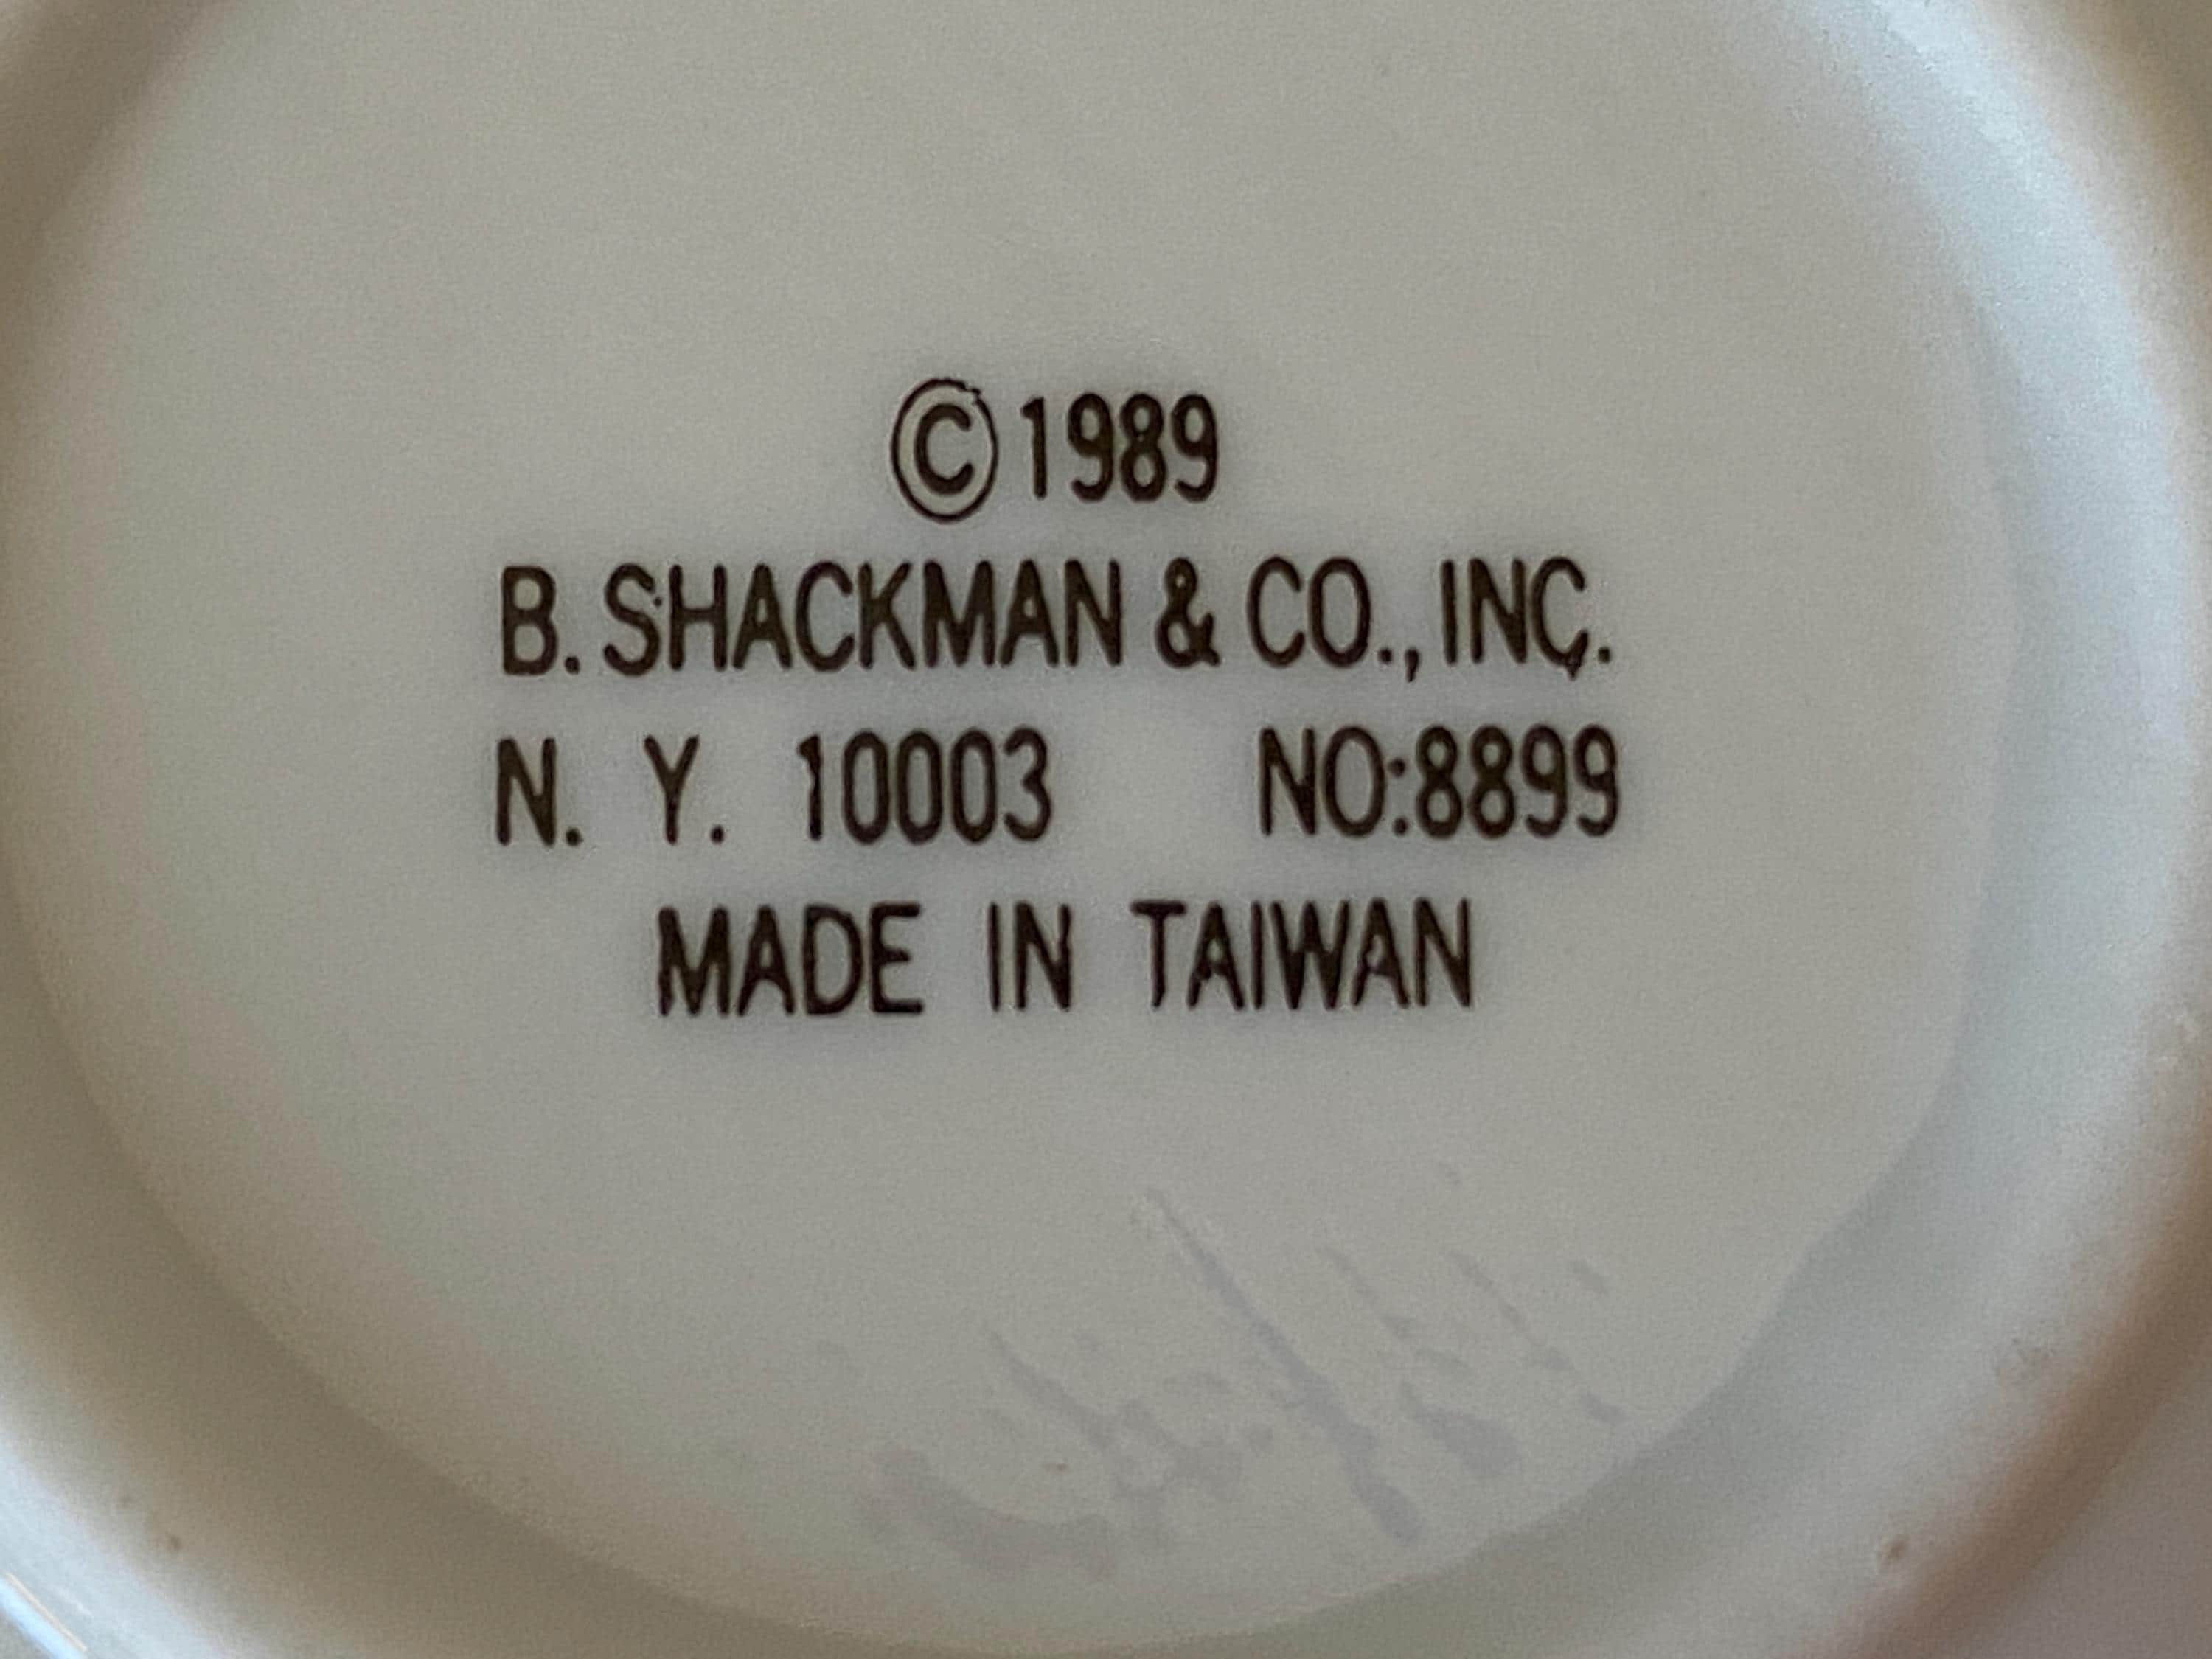 ©1989
B. SHACKMAN & CO., INC.
N. Y. 10003 NO:8899
MADE IN TAIWAN